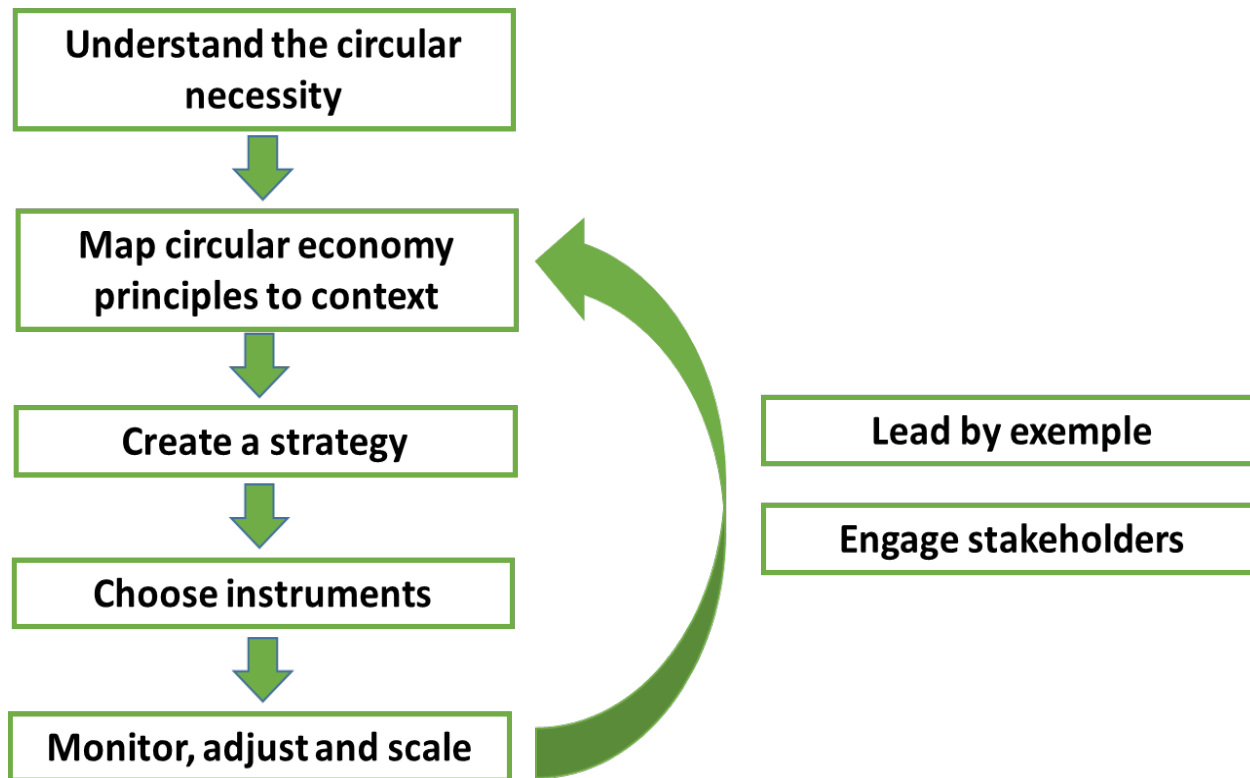 Understand the circular
necessity
Map circular economy
principles to context
Create a strategy
Choose instruments
Monitor, adjust and scale
Lead by exemple
Engage stakeholders